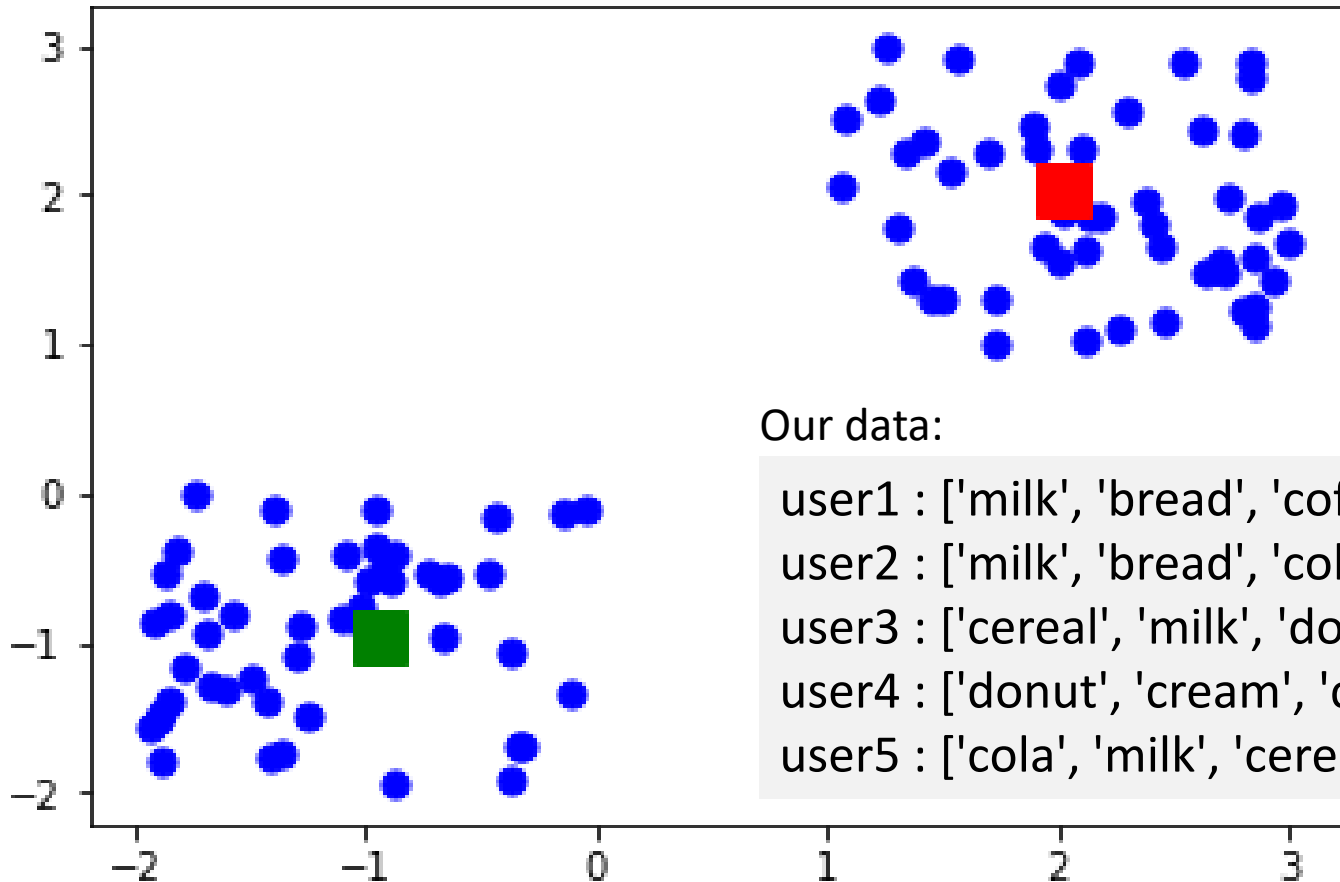 3
2
1
0
−1
−2
Our data:
user1 : ['milk', 'bread', 'cof
user2 : ['milk', 'bread', 'col
user3 : ['cereal', 'milk', 'do
user4 : ['donut', 'cream', 'c
user5 : ['cola', 'milk', 'cere
−2 −1 0 1 2 3